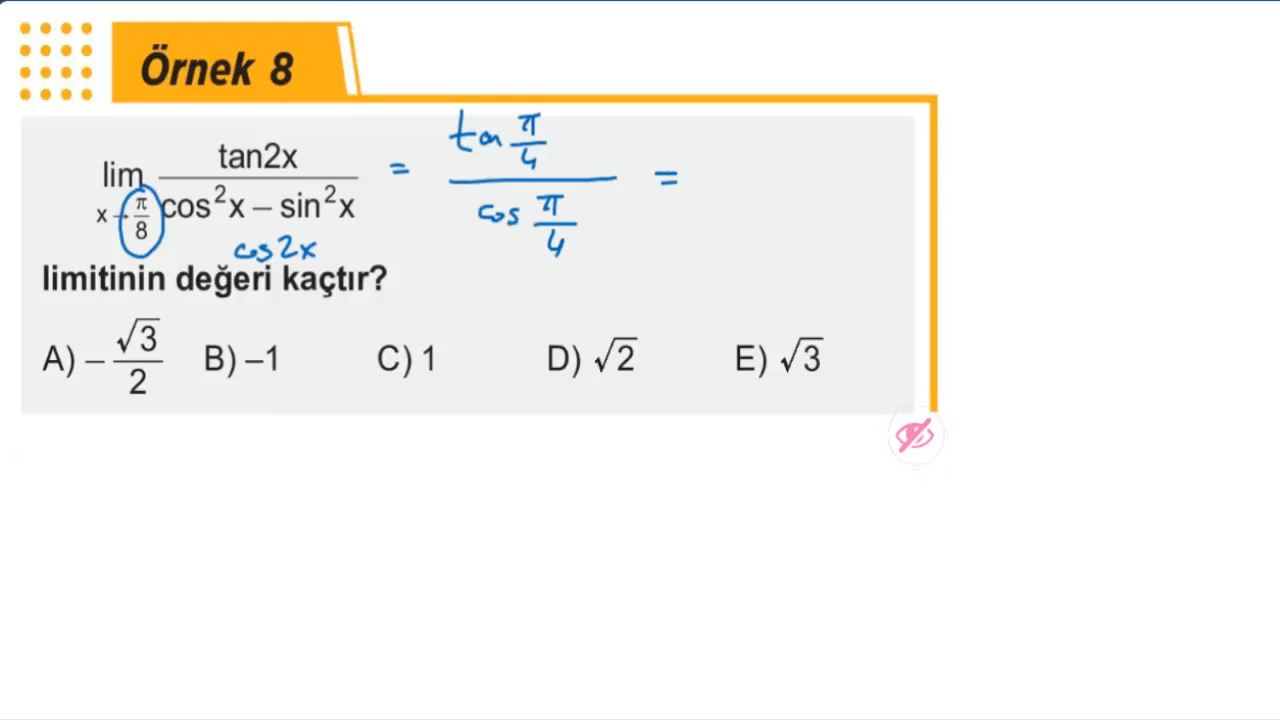 Örnek 8
lim x→π/8 tan2x / cos²x – sin²x = tan π/4 / cos π/4 =
cos2x
limitinin değeri kaçtır?
A) – √3/2 B) –1 C) 1 D) √2 E) √3